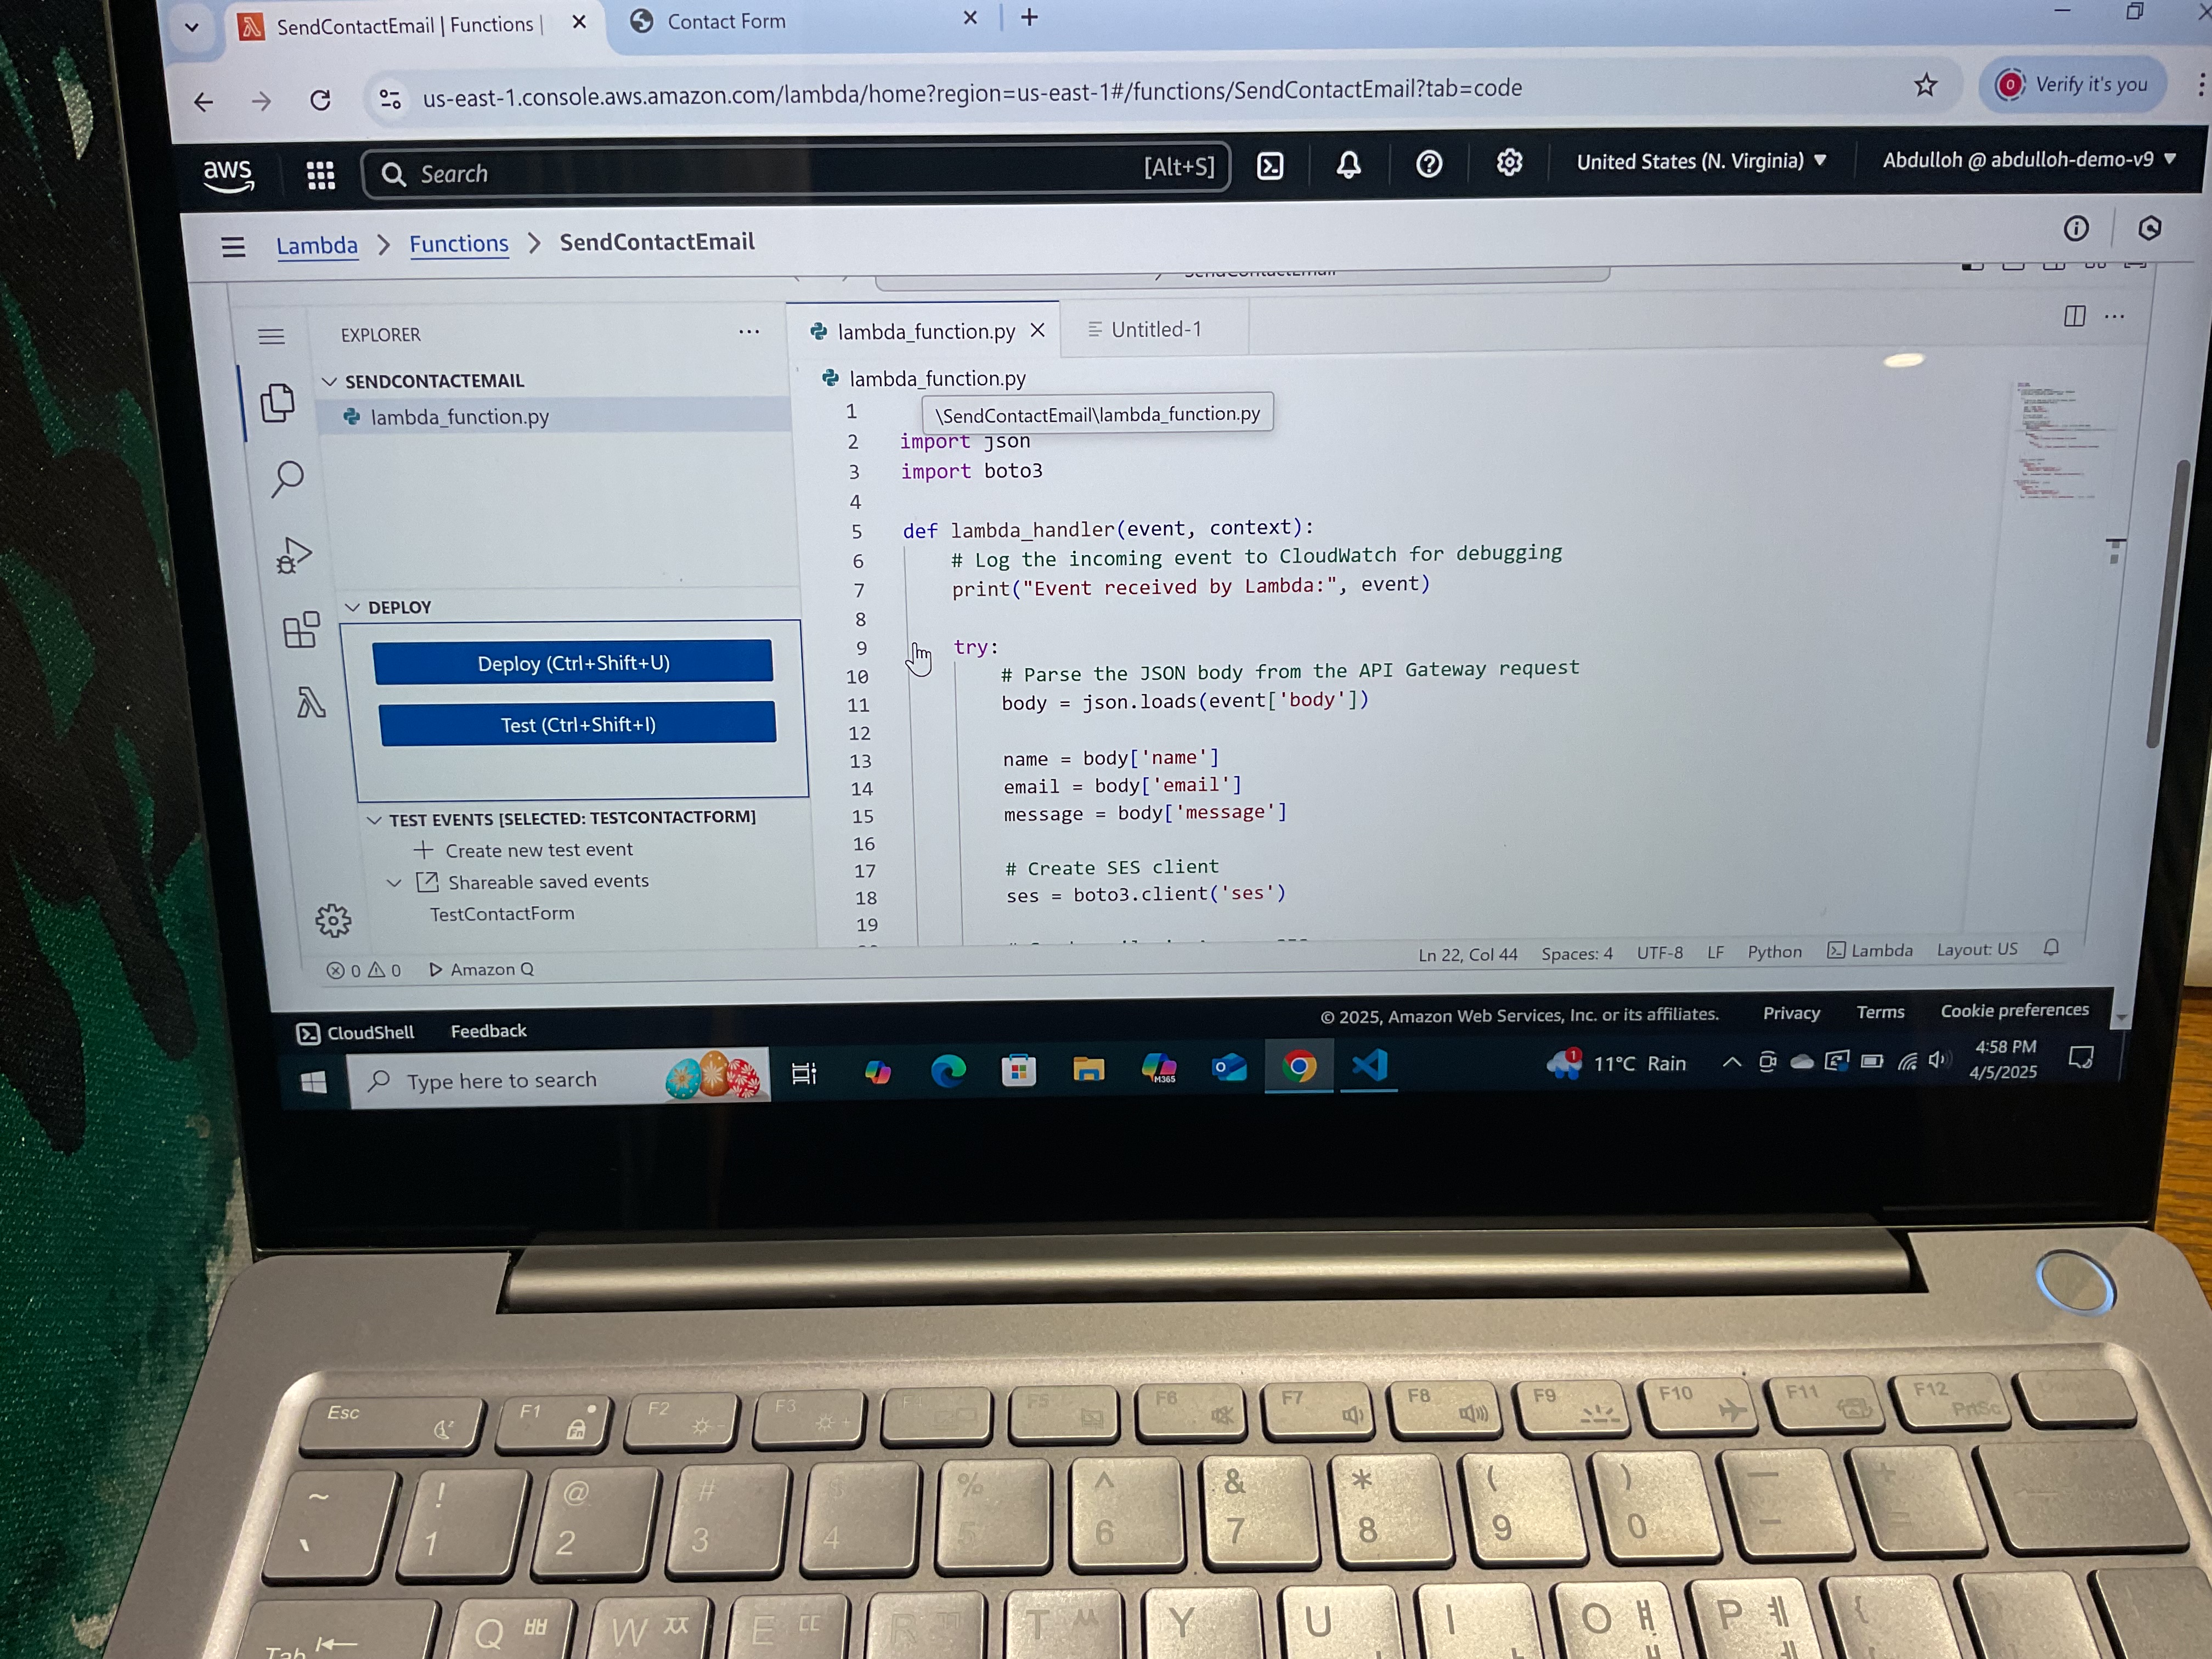 SendContactEmail | Functions |
Contact Form
us-east-1.console.aws.amazon.com/lambda/home?region=us-east-1#/functions/SendContactEmail?tab=code
Verify it's you
aws
Search
[Alt+S]
United States (N. Virginia)
Abdulloh @ abdulloh-demo-v9
Lambda > Functions > SendContactEmail
SendContactEmail
EXPLORER
SENDCONTACTEMAIL
lambda_function.py
DEPLOY
Deploy (Ctrl+Shift+U)
Test (Ctrl+Shift+I)
TEST EVENTS [SELECTED: TESTCONTACTFORM]
Create new test event
Shareable saved events
TestContactForm
lambda_function.py
Untitled-1
lambda_function.py
\SendContactEmail\lambda_function.py
1
2 import json
3 import boto3
4
5 def lambda_handler(event, context):
6 # Log the incoming event to CloudWatch for debugging
7 print("Event received by Lambda:", event)
8
9 try:
10 # Parse the JSON body from the API Gateway request
11 body = json.loads(event['body'])
12
13 name = body['name']
14 email = body['email']
15 message = body['message']
16
17 # Create SES client
18 ses = boto3.client('ses')
19
0 0 Amazon Q
Ln 22, Col 44 Spaces: 4 UTF-8 LF Python Lambda Layout: US
CloudShell Feedback
© 2025, Amazon Web Services, Inc. or its affiliates. Privacy Terms Cookie preferences
Type here to search
M365
1
11°C Rain
4:58 PM
4/5/2025
Esc F1 F2 F3 F5 F6 F7 F8 F9 F10 F11 F12 PrtSc
Fn
~ ! @ # $ % ^ & * ( )
1 2 3 4 5 6 7 8 9 0
Tab Q ㅃ W ㅉ E ㄸ R ㄲ T ㅆ Y U I O ㅒ P ㅖ {